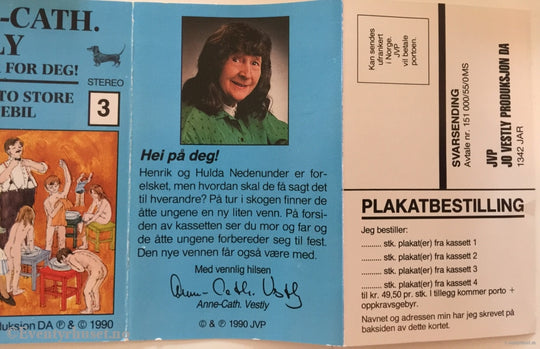 -CATH.
LY
FOR DEG!
STEREO
TO STORE
EBIL
3
duksjon DA ℗ & © 1990
Hei på deg!
Henrik og Hulda Nedenunder er for-
elsket, men hvordan skal de få sagt det
til hverandre? På tur i skogen finner de
åtte ungene en ny liten venn. På forsi-
den av kassetten ser du mor og far og
de åtte ungene forbereder seg til fest.
Den nye vennen får også være med.
Med vennlig hilsen
Anne-Cath. Vestly
Anne-Cath. Vestly
© & ℗ 1990 JVP
Kan sendes
ufrankert
i Norge.
JVP
vil betale
portoen.
SVARSENDING
Avtale nr. 151 000/55/0 MS
JVP
JO VESTLY PRODUKSJON DA
1342 JAR
PLAKATBESTILLING
Jeg bestiller:
.......... stk. plakat(er) fra kassett 1
.......... stk. plakat(er) fra kassett 2
.......... stk. plakat(er) fra kassett 3
.......... stk. plakat(er) fra kassett 4
til kr. 49,50 pr. stk. I tillegg kommer porto +
oppkravsgebyr.
Navnet og adressen min har jeg skrevet på
baksiden av dette kortet.